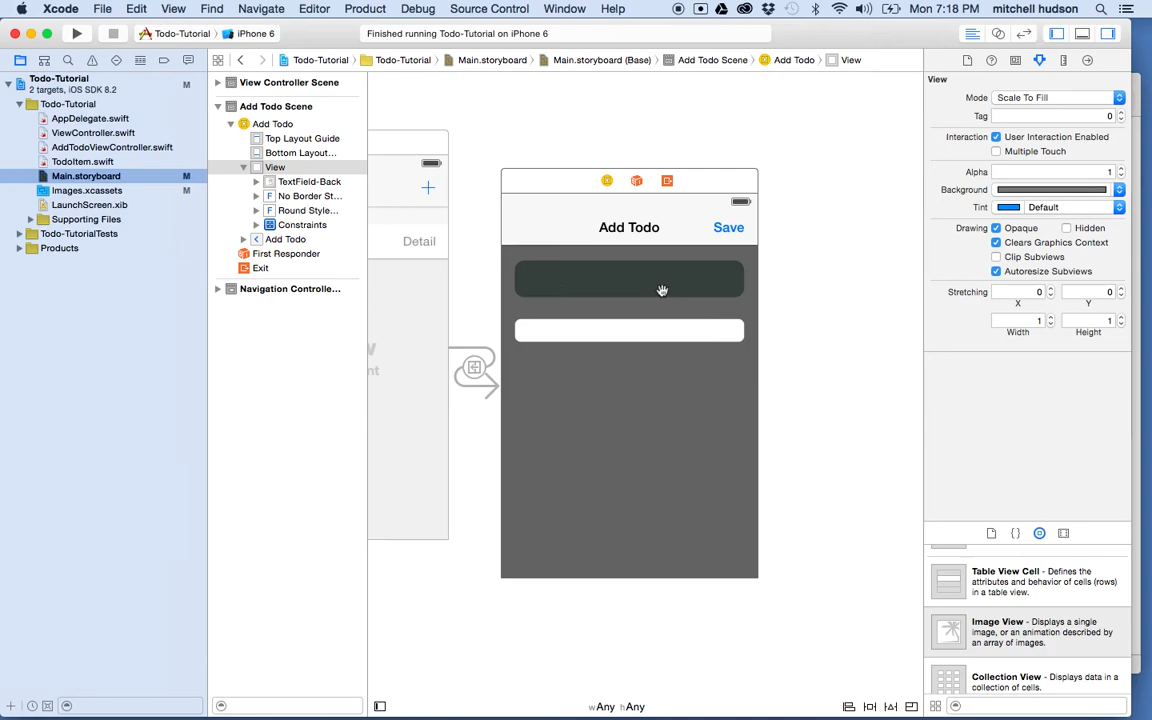 Xcode File Edit View Find Navigate Editor Product Debug Source Control Window Help 7:18 PM mitchell hudson
Todo-Tutorial iPhone 6 Finished running Todo-Tutorial on iPhone 6
Todo-Tutorial Todo-Tutorial Main.storyboard Main.storyboard (Base) Add Todo Scene Add Todo View
Todo-Tutorial M
2 targets, iOS SDK 8.2
Todo-Tutorial
AppDelegate.swift
ViewController.swift
AddTodoViewController.swift
TodoItem.swift
Main.storyboard M
Images.xcassets M
LaunchScreen.xib
Supporting Files
Todo-TutorialTests
Products
View Controller Scene
Add Todo Scene
Add Todo
Top Layout Guide
Bottom Layout...
View
TextField-Back
F No Border St...
F Round Style...
Constraints
Add Todo
First Responder
Exit
Navigation Controlle...
Detail
nt
Add Todo Save
wAny hAny
View
Mode Scale To Fill
Tag 0
Interaction User Interaction Enabled
Multiple Touch
Alpha 1
Background
Tint Default
Drawing Opaque Hidden
Clears Graphics Context
Clip Subviews
Autoresize Subviews
Stretching 0 0
X Y
1 1
Width Height
Table View Cell - Defines the
attributes and behavior of cells (rows)
in a table view.
Image View - Displays a single
image, or an animation described by
an array of images.
Collection View - Displays data in a
collection of cells.